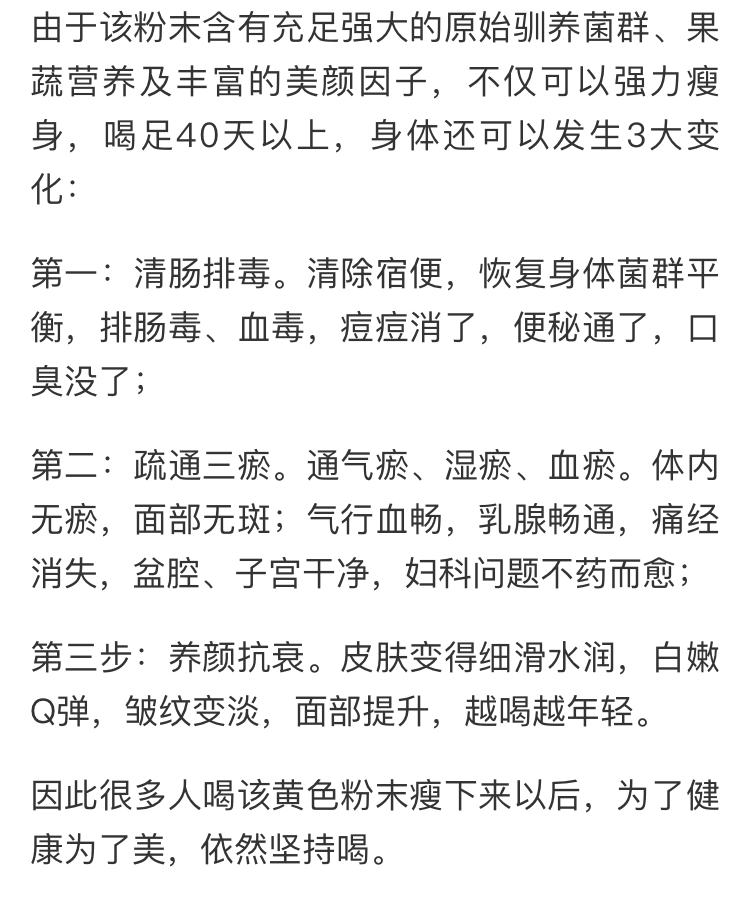 由于该粉末含有充足强大的原始驯养菌群、果
蔬营养及丰富的美颜因子，不仅可以强力瘦
身，喝足40天以上，身体还可以发生3大变
化：
第一：清肠排毒。清除宿便，恢复身体菌群平
衡，排肠毒、血毒，痘痘消了，便秘通了，口
臭没了；
第二：疏通三瘀。通气瘀、湿瘀、血瘀。体内
无瘀，面部无斑；气行血畅，乳腺畅通，痛经
消失，盆腔、子宫干净，妇科问题不药而愈；
第三步：养颜抗衰。皮肤变得细滑水润，白嫩
Q弹，皱纹变淡，面部提升，越喝越年轻。
因此很多人喝该黄色粉末瘦下来以后，为了健
康为了美，依然坚持喝。